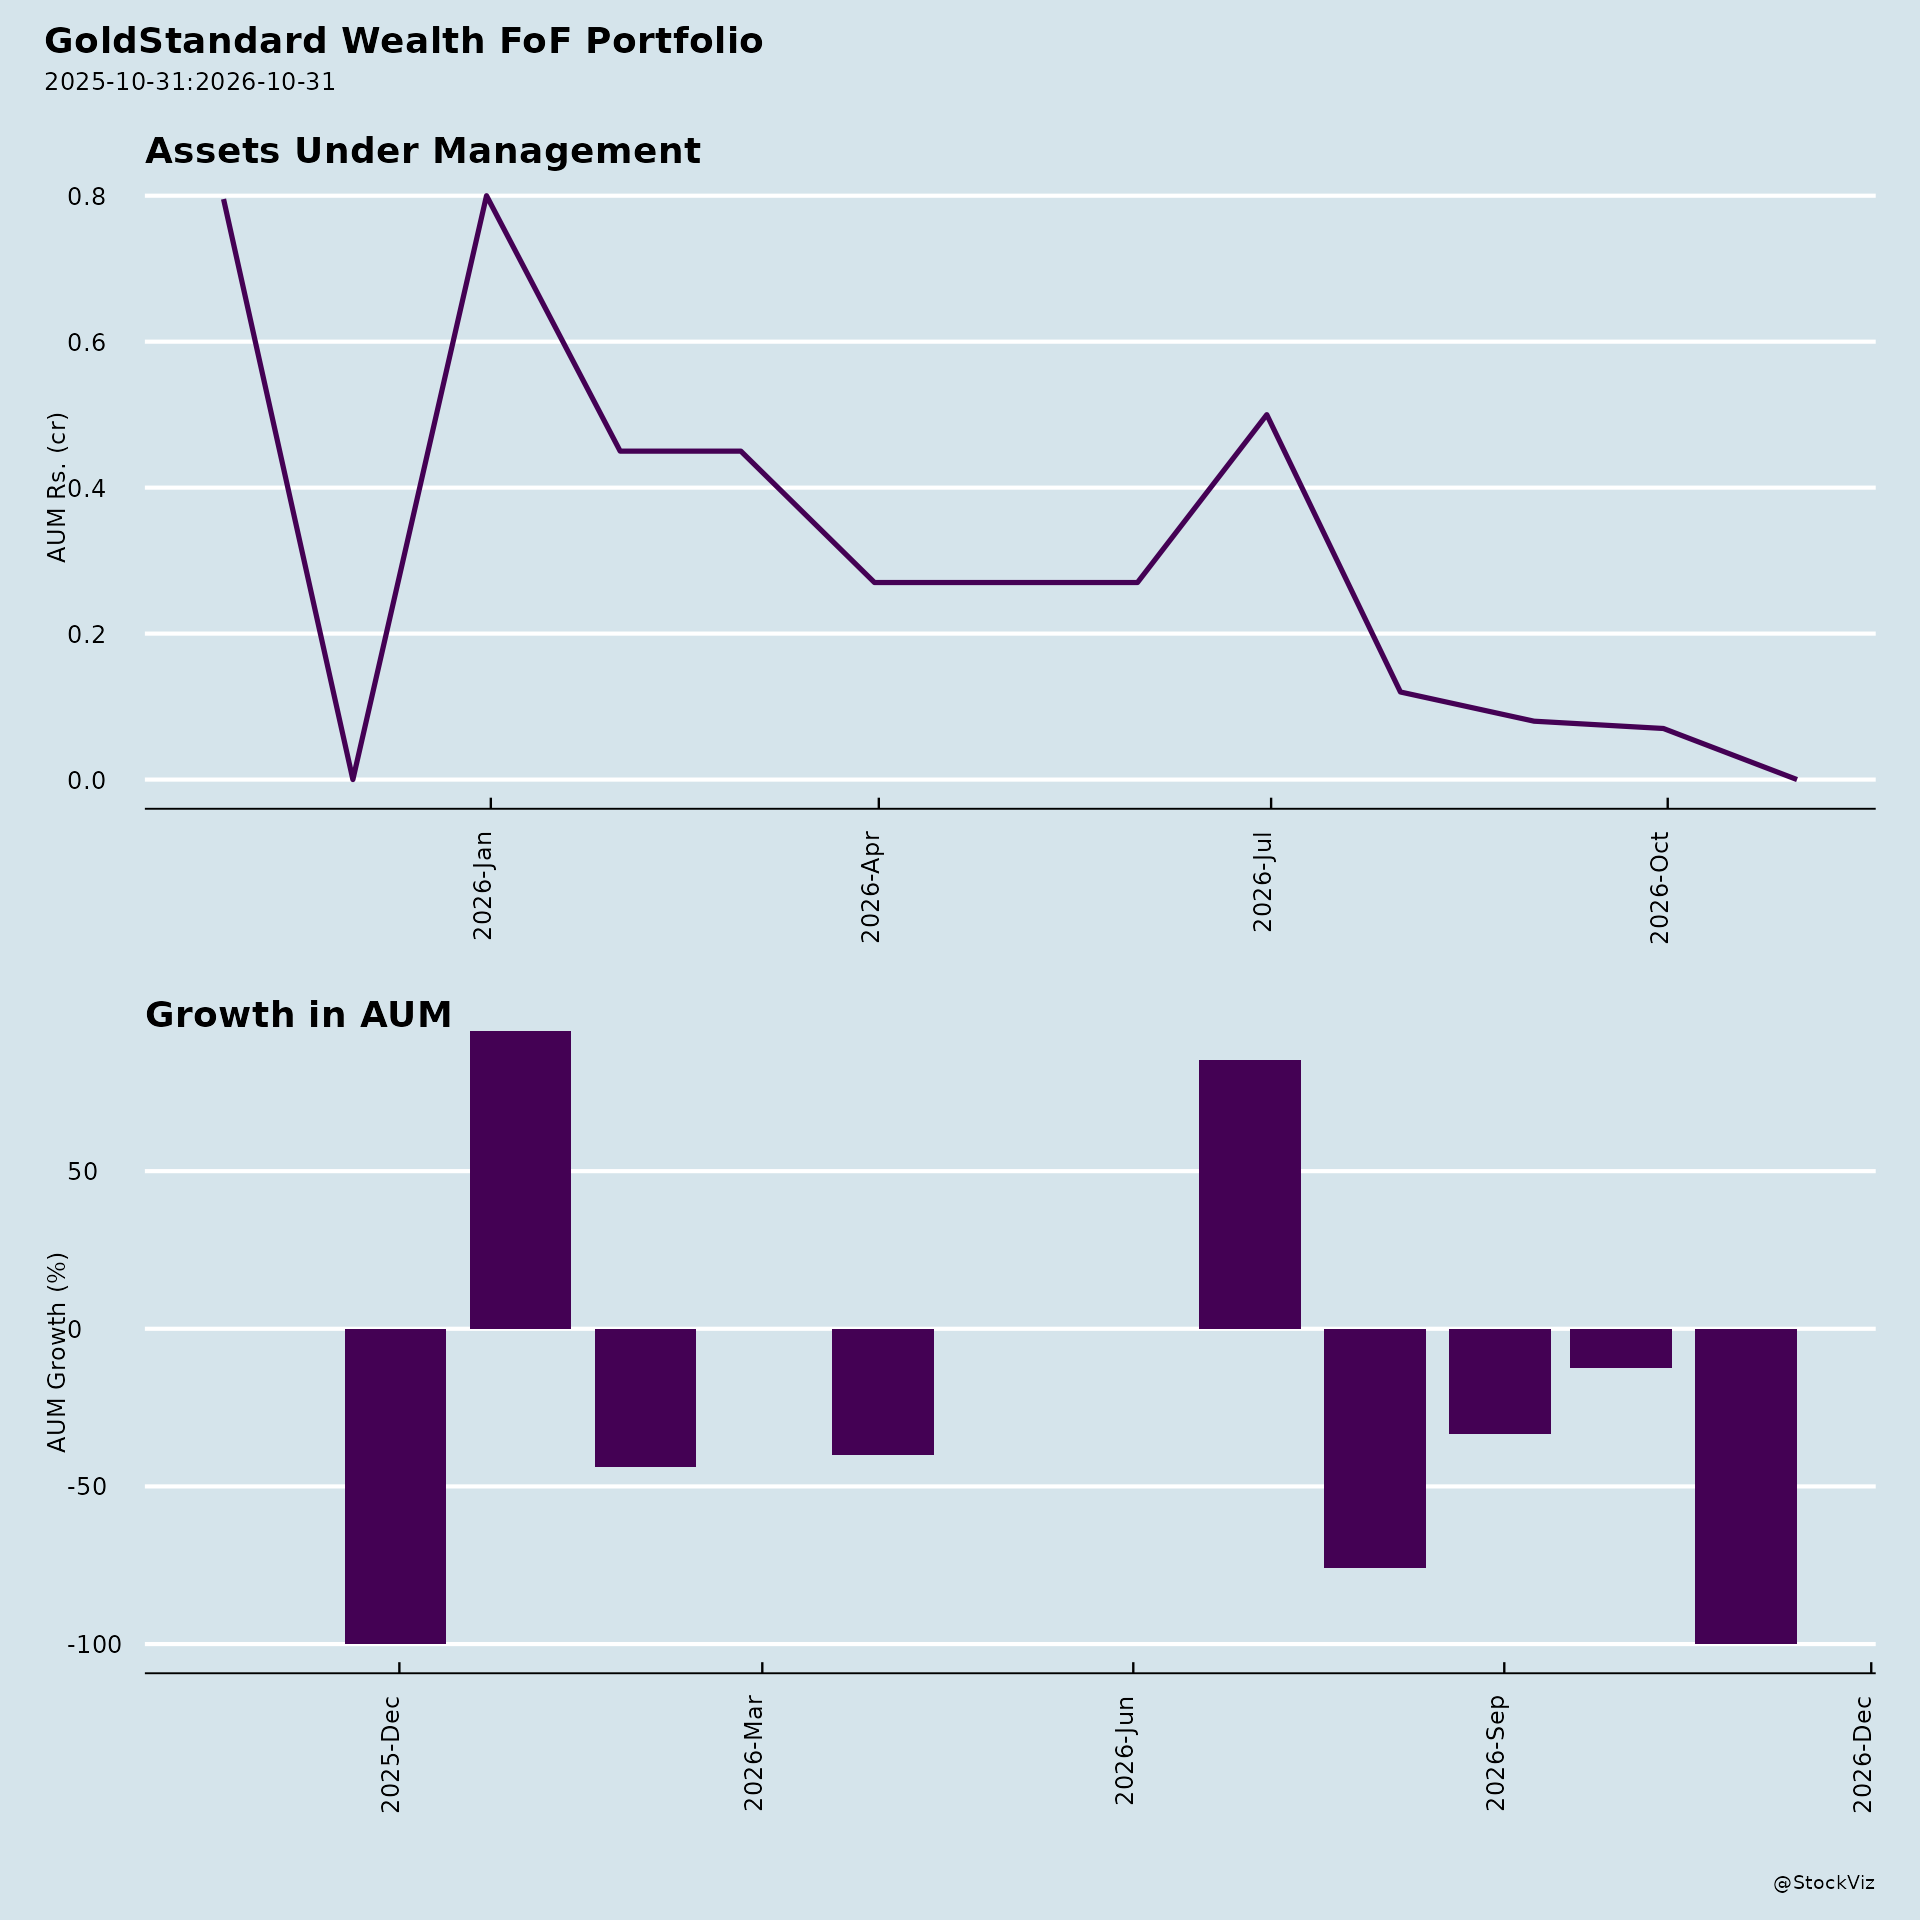 GoldStandard Wealth FoF Portfolio
2025-10-31:2026-10-31
Assets Under Management
AUM Rs. (cr)
0.8
0.6
0.4
0.2
0.0
2026-Jan
2026-Apr
2026-Jul
2026-Oct
Growth in AUM
AUM Growth (%)
50
0
-50
-100
2025-Dec
2026-Mar
2026-Jun
2026-Sep
2026-Dec
@StockViz